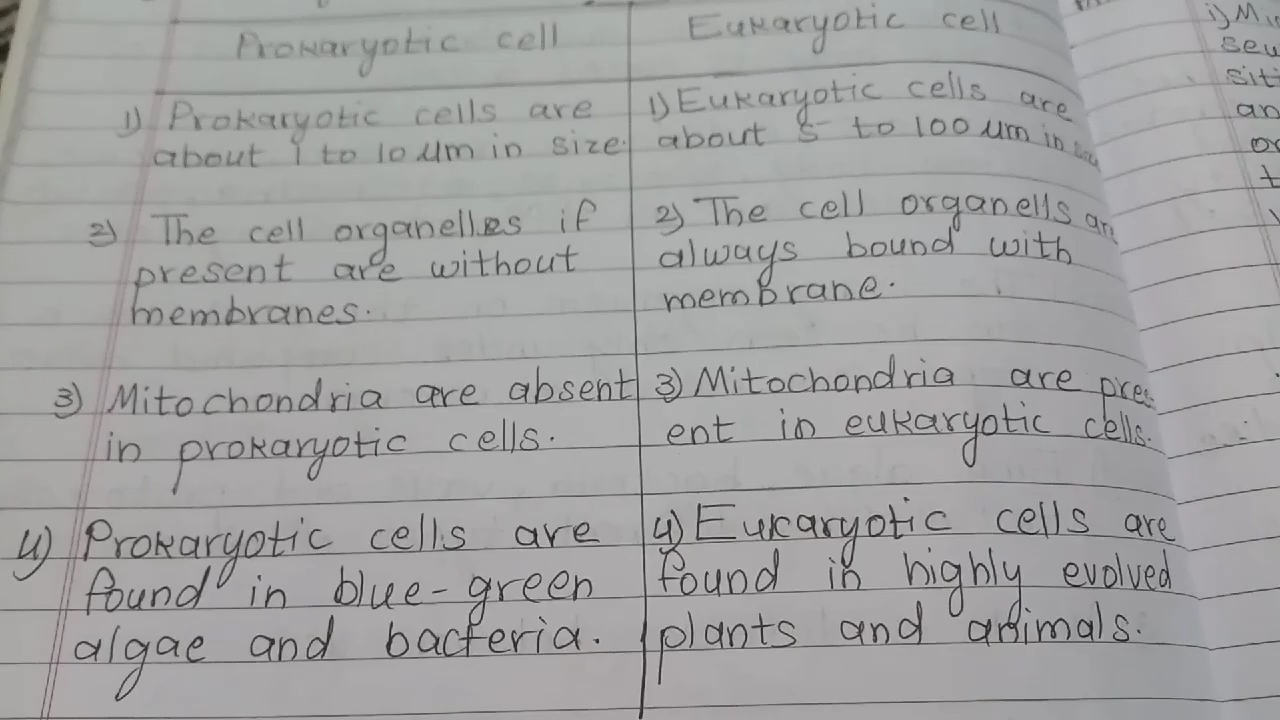 Prokaryotic cell
1) Prokaryotic cells are
about 1 to 10 μm in size.
2) The cell organelles if
present are without
membranes.
3) Mitochondria are absent
in prokaryotic cells.
4) Prokaryotic cells are
found in blue-green
algae and bacteria.
Eukaryotic cell
1) Eukaryotic cells are
about 5 to 100 μm in
2) The cell organells are
always bound with
membrane.
3) Mitochondria are pres
ent in eukaryotic cells.
4) Eukaryotic cells are
found in highly evolved
plants and animals.
i)